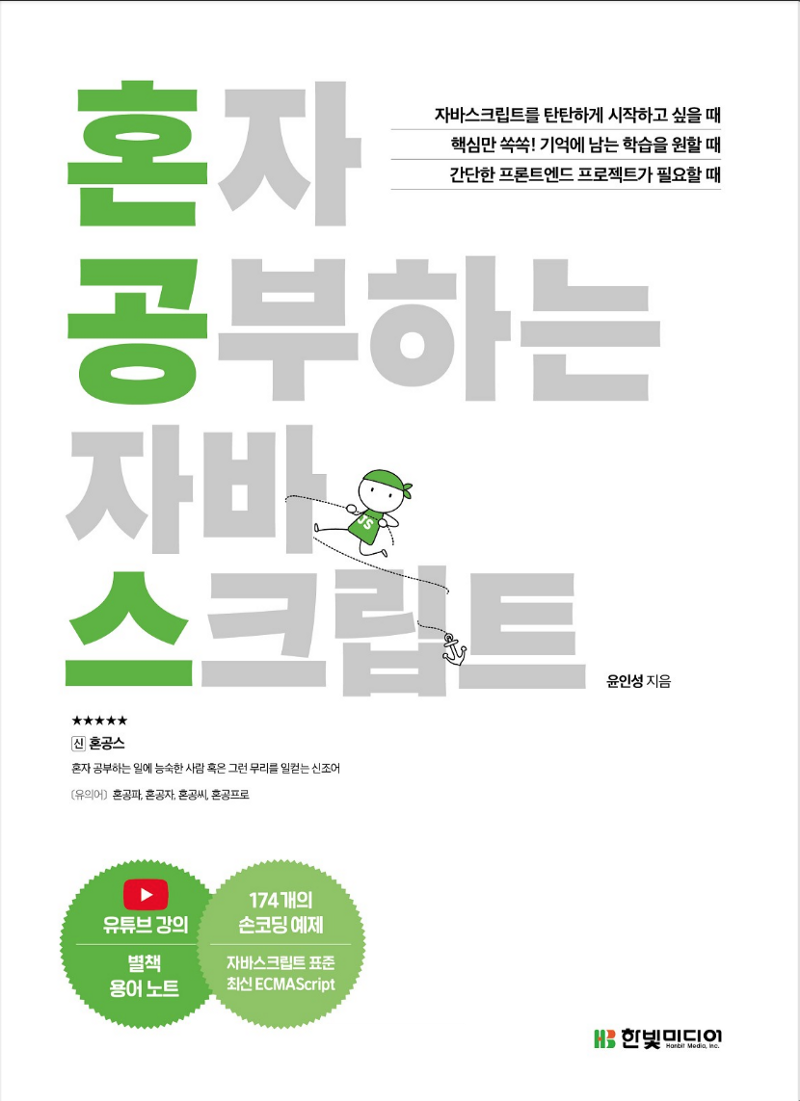 혼자
공부하는
자바
스크립트
자바스크립트를 탄탄하게 시작하고 싶을 때
핵심만 쏙쏙! 기억에 남는 학습을 원할 때
간단한 프론트엔드 프로젝트가 필요할 때
JS
윤인성 지음
★★★★★
신 혼공스
혼자 공부하는 일에 능숙한 사람 혹은 그런 무리를 일컫는 신조어
(유의어) 혼공파, 혼공자, 혼공씨, 혼공프로
유튜브 강의
별책
용어 노트
174개의
손코딩 예제
자바스크립트 표준
최신 ECMAScript
HB 한빛미디어
Hanbit Media, Inc.